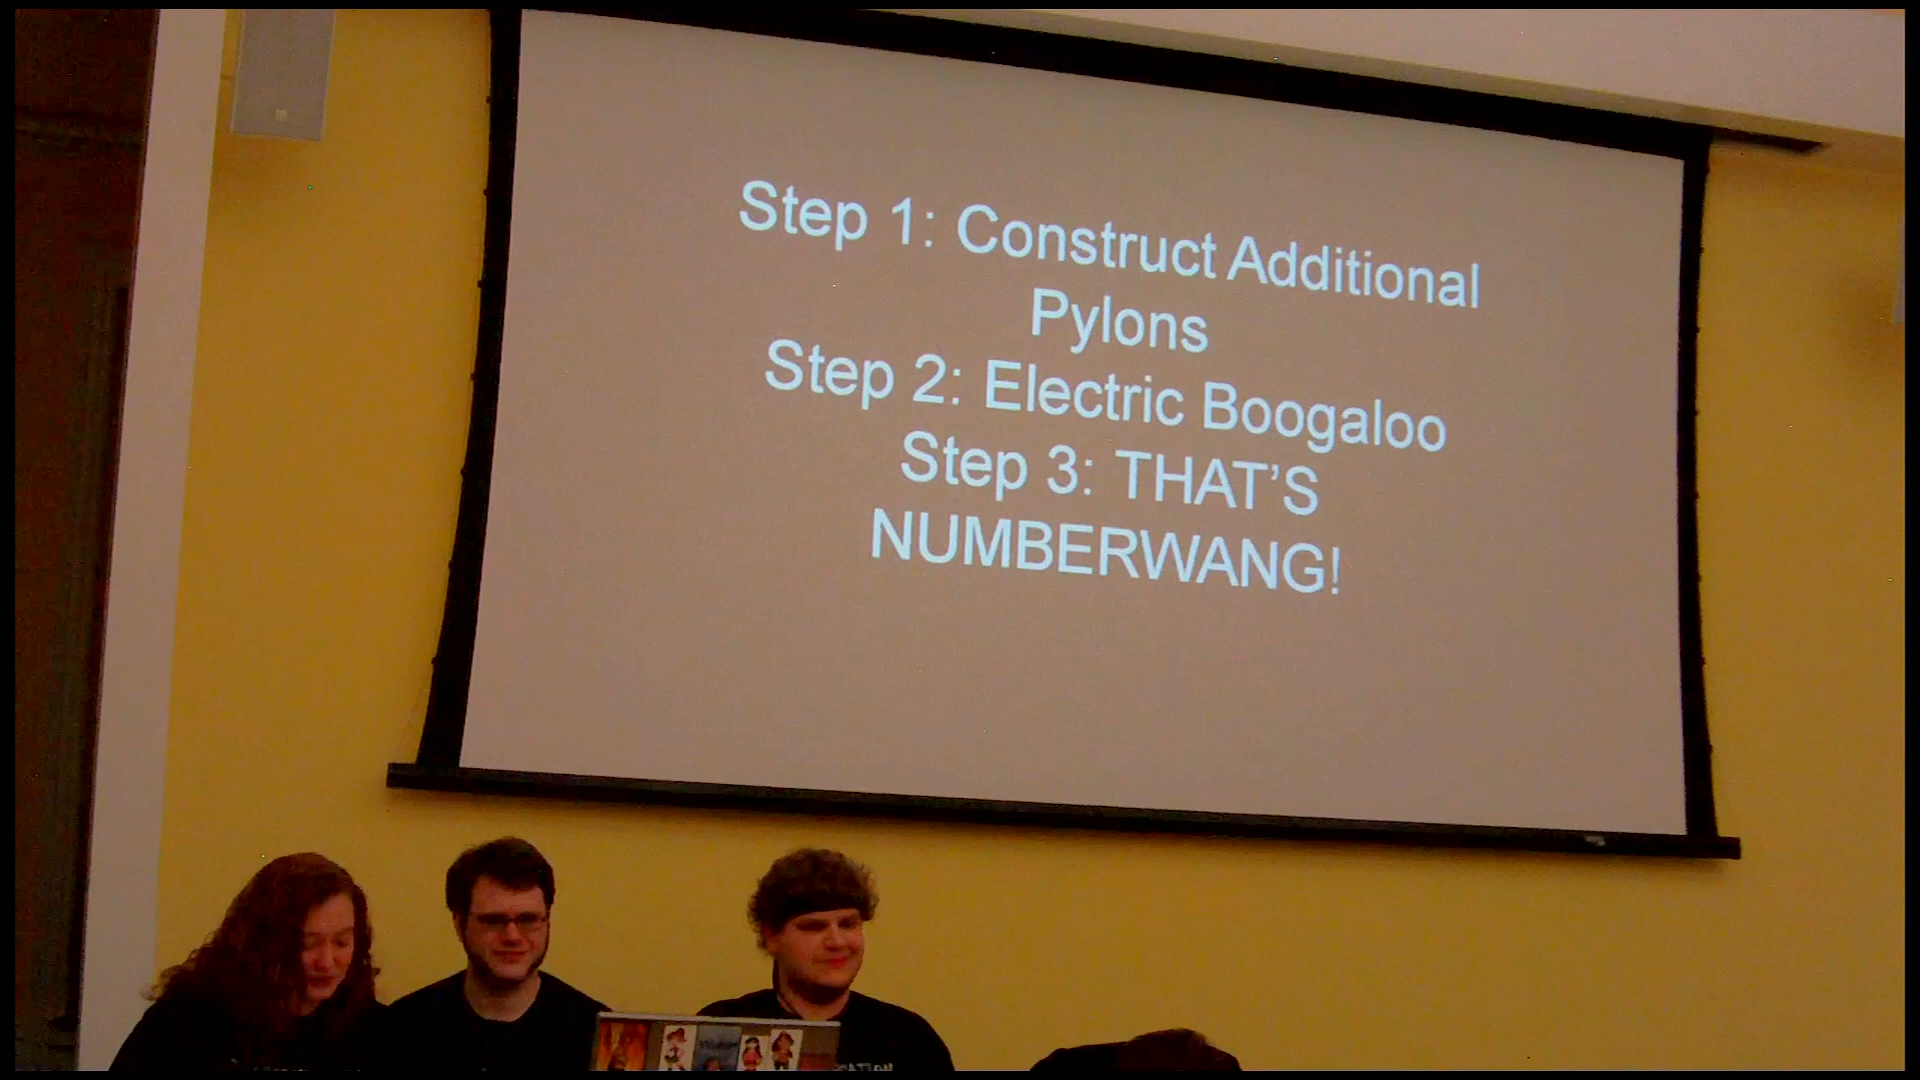 Step 1: Construct Additional
Pylons
Step 2: Electric Boogaloo
Step 3: THAT'S
NUMBERWANG!